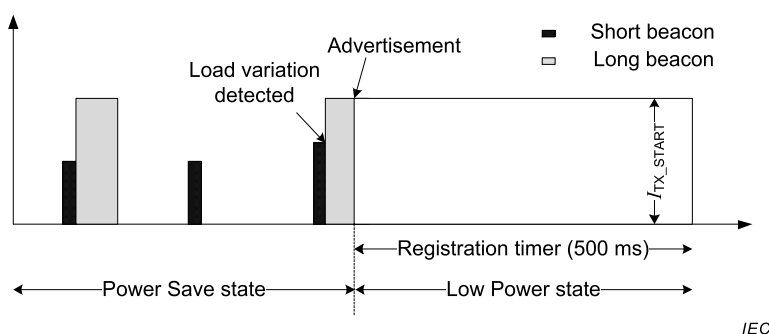 Short beacon
Long beacon
Advertisement
Load variation
detected
ITX_START
Registration timer (500 ms)
Power Save state
Low Power state
IEC